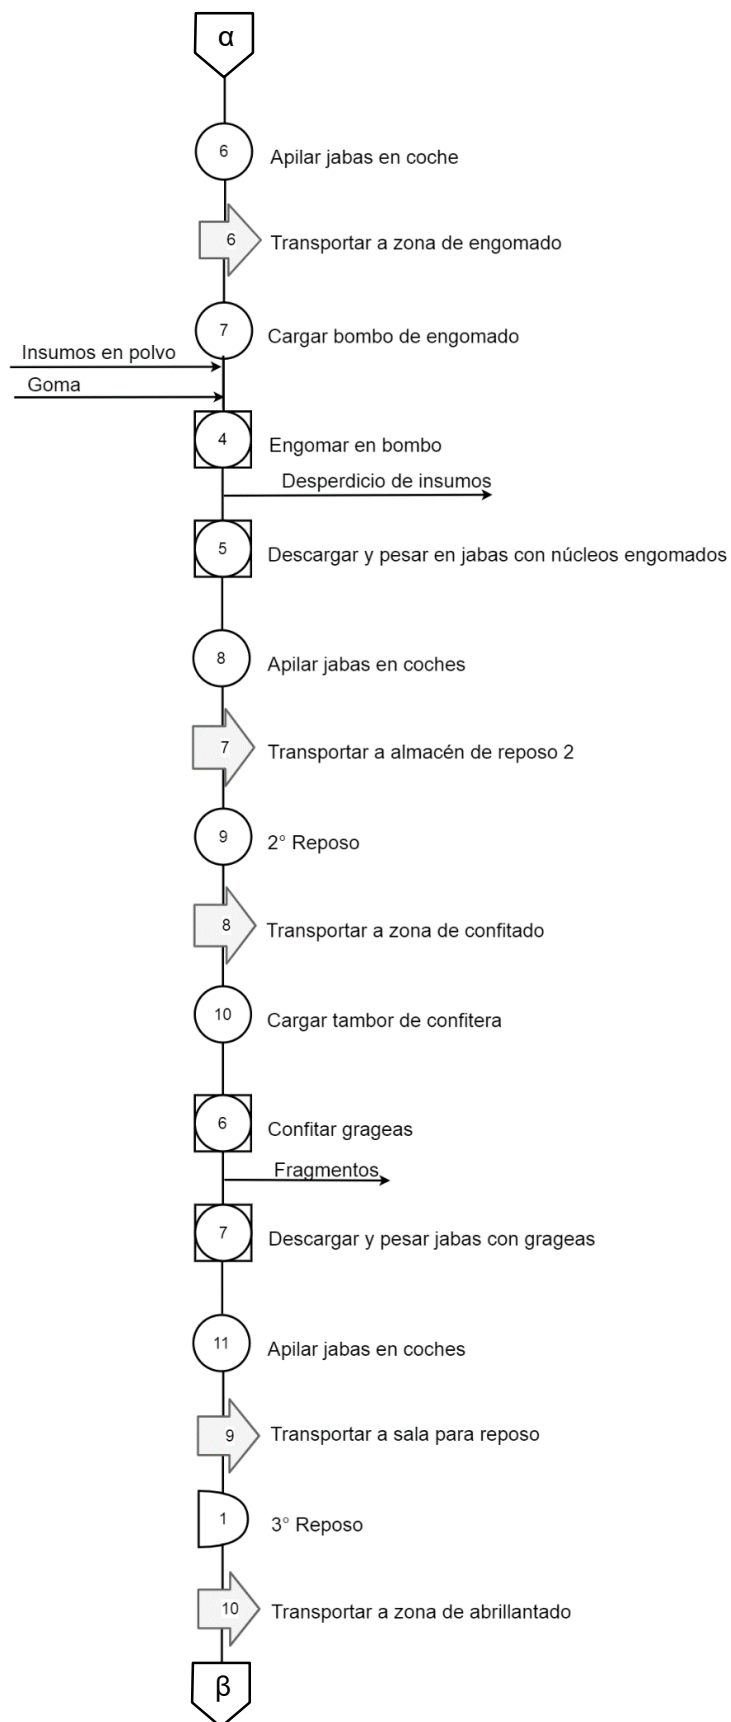 α
6
Apilar jabas en coche
6
Transportar a zona de engomado
7
Cargar bombo de engomado
Insumos en polvo
Goma
4
Engomar en bombo
Desperdicio de insumos
5
Descargar y pesar en jabas con núcleos engomados
8
Apilar jabas en coches
7
Transportar a almacén de reposo 2
9
2° Reposo
8
Transportar a zona de confitado
10
Cargar tambor de confitera
6
Confitar grageas
Fragmentos
7
Descargar y pesar jabas con grageas
11
Apilar jabas en coches
9
Transportar a sala para reposo
1
3° Reposo
10
Transportar a zona de abrillantado
β